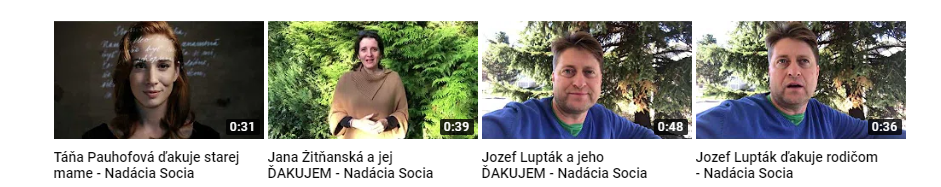 0:31
0:39
0:48
0:36
Táňa Pauhofová ďakuje starej
mame - Nadácia Socia
Jana Žitňanská a jej
ĎAKUJEM - Nadácia Socia
Jozef Lupták a jeho
ĎAKUJEM - Nadácia Socia
Jozef Lupták ďakuje rodičom
- Nadácia Socia